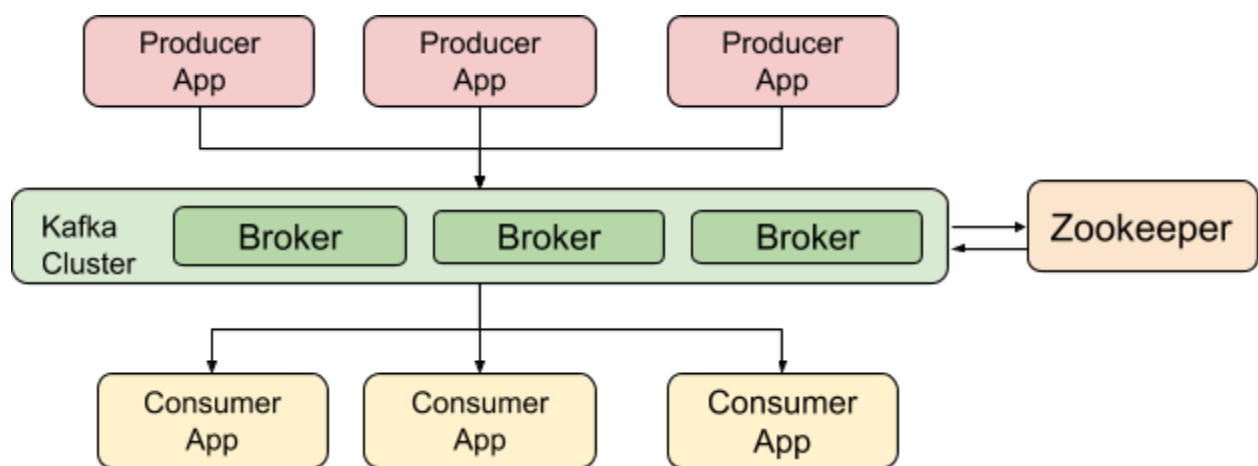 Producer
App
Producer
App
Producer
App
Kafka
Cluster
Broker
Broker
Broker
Zookeeper
Consumer
App
Consumer
App
Consumer
App